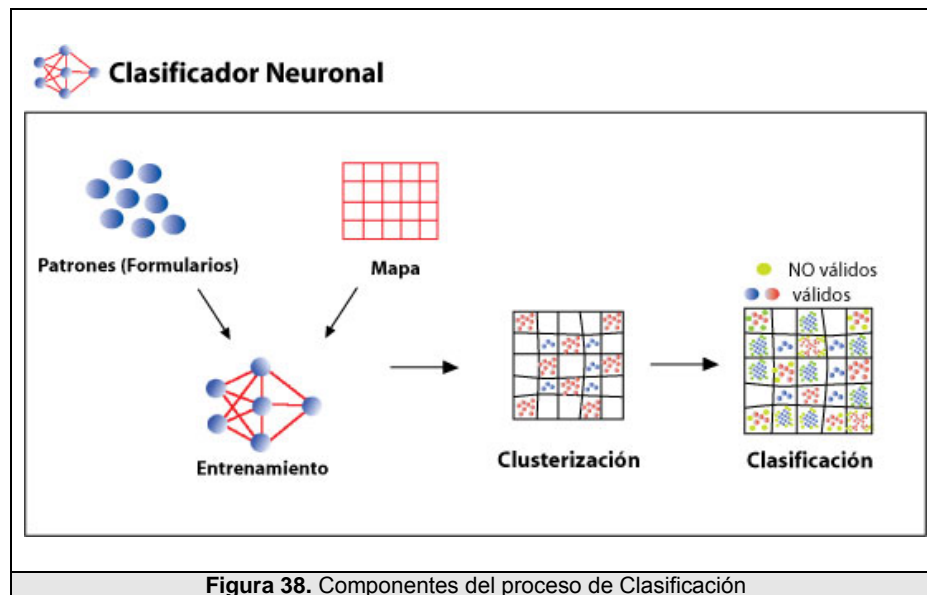 Clasificador Neuronal
Patrones (Formularios)
Mapa
NO válidos
válidos
Entrenamiento
Clusterización
Clasificación
Figura 38. Componentes del proceso de Clasificación